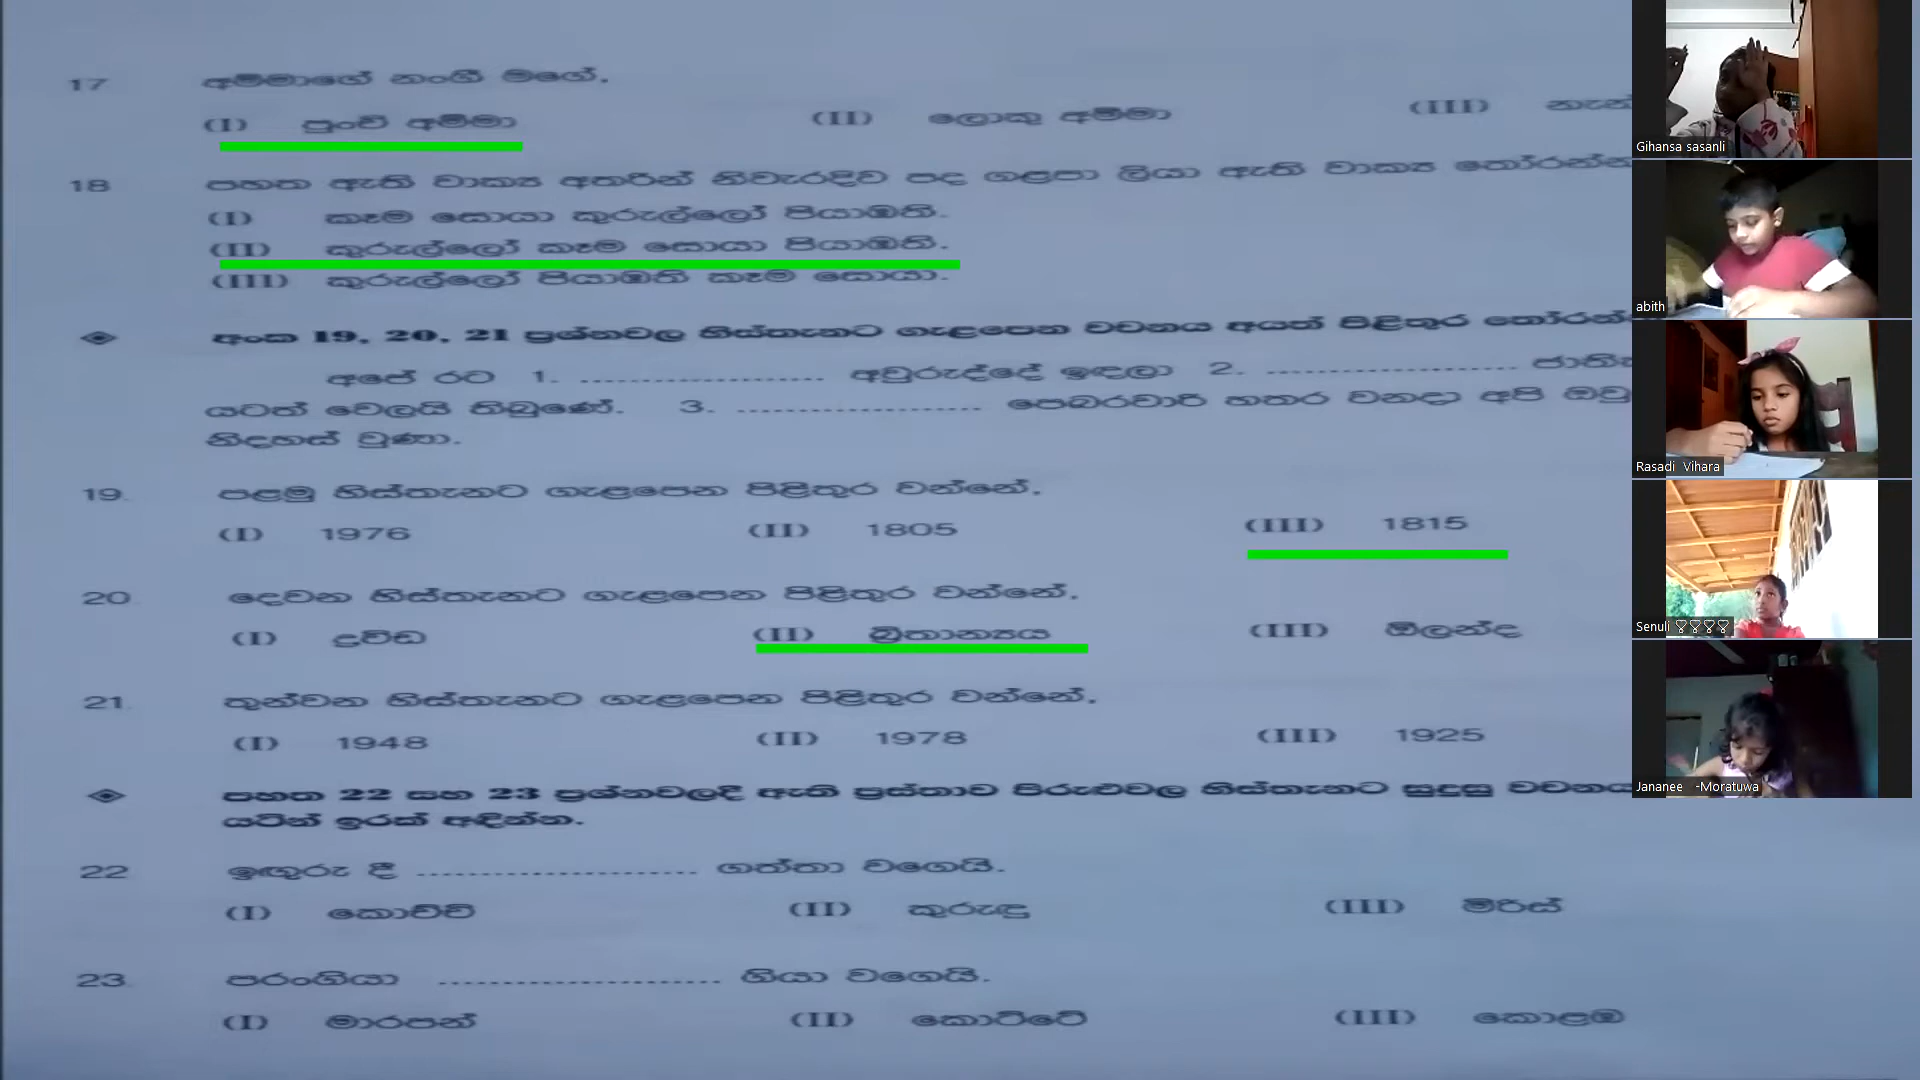 17 අම්මාගේ නංගී මගේ.
(I) පුංචි අම්මා (II) ලොකු අම්මා (III)
18 පහත ඇති වාක්‍ය අතරින් නිවැරදිව පද ගළපා ලියා ඇති වාක්‍ය
(I) කෑම සොයා කුරුල්ලෝ පියාඹති.
(II) කුරුල්ලෝ කෑම සොයා පියාඹති.
(III) කුරුල්ලෝ පියාඹති කෑම සොයා.
අංක 19, 20, 21 ප්‍රශ්නවල හිස්තැනට ගැළපෙන වචනය අයත් පිළිතුර
අපේ රට 1. ........................ අවුරුද්දේ ඉඳලා 2. ........................
යටත් වෙලයි තිබුණේ. 3. ........................ පෙබරවාරි හතර වනදා අපි
නිදහස් වුණා.
19. පළමු හිස්තැනට ගැළපෙන පිළිතුර වන්නේ.
(I) 1976 (II) 1805 (III) 1815
20. දෙවන හිස්තැනට ගැළපෙන පිළිතුර වන්නේ.
(I) ද්‍රවිඩ (II) බ්‍රිතාන්‍යය (III) ඕලන්ද
21. තුන්වන හිස්තැනට ගැළපෙන පිළිතුර වන්නේ.
(I) 1948 (II) 1978 (III) 1925
පහත 22 සහ 23 ප්‍රශ්නවලදී ඇති ප්‍රස්තාව පිරුළුවල හිස්තැනට සුදුසු වචනය
යටින් ඉරක් අඳින්න.
22 ඉඟුරු දී ............................ ගත්තා වගෙයි.
(I) කොච්චි (II) කුරුඳු (III) මිරිස්
23. පරංගියා ............................ ගියා වගෙයි.
(I) මාරපන් (II) කොට්ටේ (III) කොළඹ
Gihansa sasanli
abith
Rasadi Vihara
Senuli
Jananee -Moratuwa